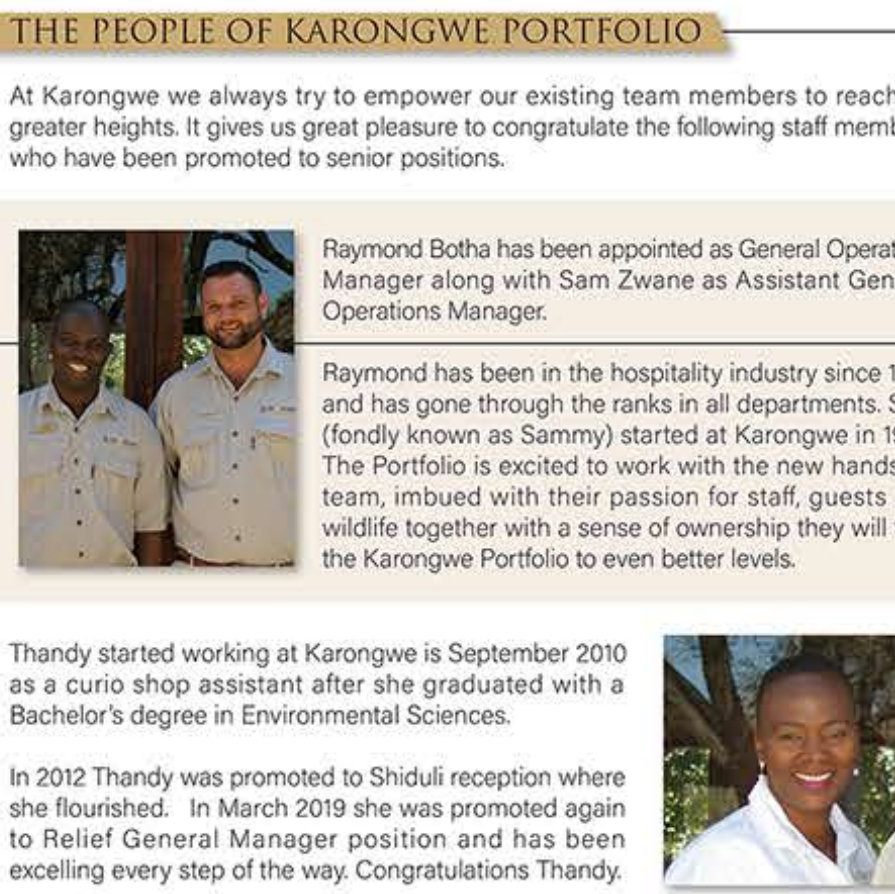 THE PEOPLE OF KARONGWE PORTFOLIO
At Karongwe we always try to empower our existing team members to reach
greater heights. It gives us great pleasure to congratulate the following staff memb
who have been promoted to senior positions.
Raymond Botha has been appointed as General Operat
Manager along with Sam Zwane as Assistant Gen
Operations Manager.
Raymond has been in the hospitality industry since 1
and has gone through the ranks in all departments. S
(fondly known as Sammy) started at Karongwe in 19
The Portfolio is excited to work with the new hands
team, imbued with their passion for staff, guests
wildlife together with a sense of ownership they will
the Karongwe Portfolio to even better levels.
Thandy started working at Karongwe is September 2010
as a curio shop assistant after she graduated with a
Bachelor's degree in Environmental Sciences.
In 2012 Thandy was promoted to Shiduli reception where
she flourished. In March 2019 she was promoted again
to Relief General Manager position and has been
excelling every step of the way. Congratulations Thandy.